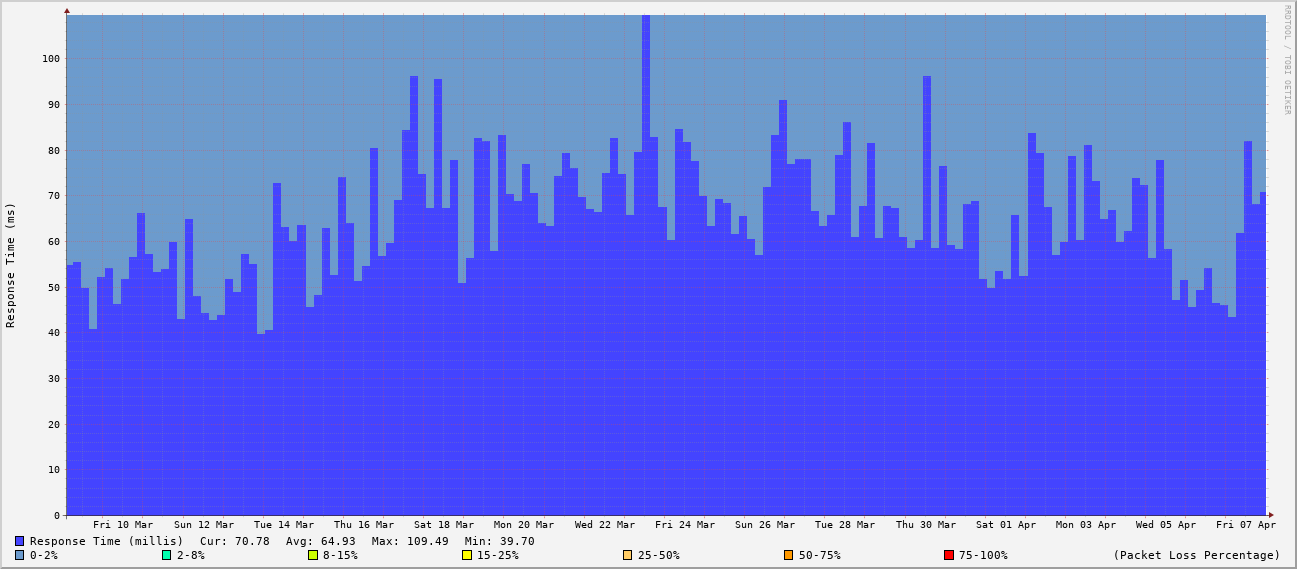 RRDTOOL / TOBI OETIKER
Response Time (ms)
100
90
80
70
60
50
40
30
20
10
0
Fri 10 Mar Sun 12 Mar Tue 14 Mar Thu 16 Mar Sat 18 Mar Mon 20 Mar Wed 22 Mar Fri 24 Mar Sun 26 Mar Tue 28 Mar Thu 30 Mar Sat 01 Apr Mon 03 Apr Wed 05 Apr Fri 07 Apr
Response Time (millis) Cur: 70.78 Avg: 64.93 Max: 109.49 Min: 39.70
0-2% 2-8% 8-15% 15-25% 25-50% 50-75% 75-100% (Packet Loss Percentage)